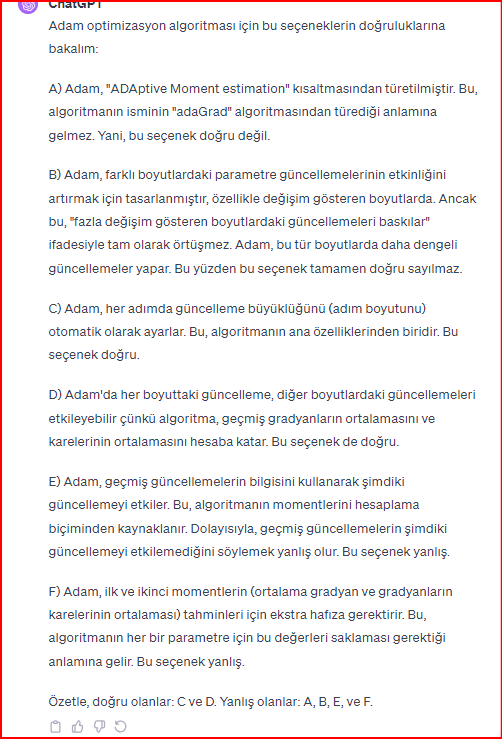 ChatGPT
Adam optimizasyon algoritması için bu seçeneklerin doğruluklarına
bakalım:
A) Adam, "ADAptive Moment estimation" kısaltmasından türetilmiştir. Bu,
algoritmanın isminin "adaGrad" algoritmasından türediği anlamına
gelmez. Yani, bu seçenek doğru değil.
B) Adam, farklı boyutlardaki parametre güncellemelerinin etkinliğini
artırmak için tasarlanmıştır, özellikle değişim gösteren boyutlarda. Ancak
bu, "fazla değişim gösteren boyutlardaki güncellemeleri baskılar"
ifadesiyle tam olarak örtüşmez. Adam, bu tür boyutlarda daha dengeli
güncellemeler yapar. Bu yüzden bu seçenek tamamen doğru sayılmaz.
C) Adam, her adımda güncelleme büyüklüğünü (adım boyutunu)
otomatik olarak ayarlar. Bu, algoritmanın ana özelliklerinden biridir. Bu
seçenek doğru.
D) Adam'da her boyuttaki güncelleme, diğer boyutlardaki güncellemeleri
etkileyebilir çünkü algoritma, geçmiş gradyanların ortalamasını ve
karelerinin ortalamasını hesaba katar. Bu seçenek de doğru.
E) Adam, geçmiş güncellemelerin bilgisini kullanarak şimdiki
güncellemeyi etkiler. Bu, algoritmanın momentlerini hesaplama
biçiminden kaynaklanır. Dolayısıyla, geçmiş güncellemelerin şimdiki
güncellemeyi etkilemediğini söylemek yanlış olur. Bu seçenek yanlış.
F) Adam, ilk ve ikinci momentlerin (ortalama gradyan ve gradyanların
karelerinin ortalaması) tahminleri için ekstra hafıza gerektirir. Bu,
algoritmanın her bir parametre için bu değerleri saklaması gerektiği
anlamına gelir. Bu seçenek yanlış.
Özetle, doğru olanlar: C ve D. Yanlış olanlar: A, B, E, ve F.